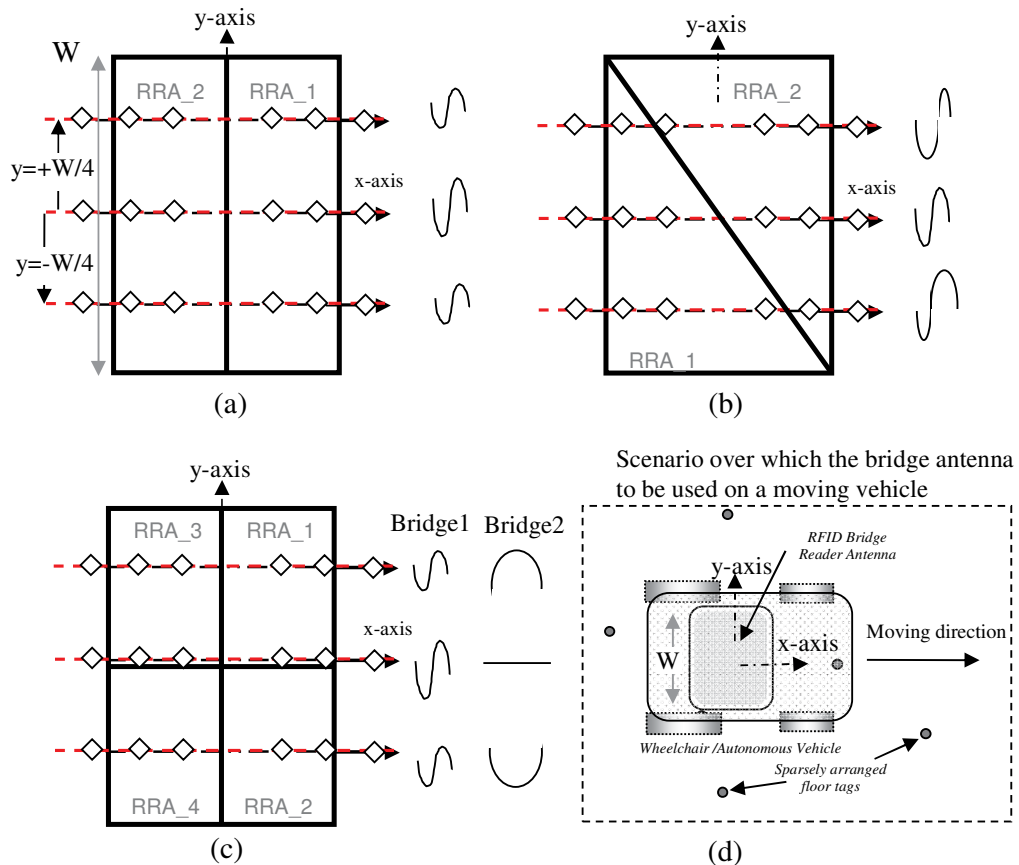 y-axis
W
RRA_2
RRA_1
y=+W/4
x-axis
y=-W/4
(a)
y-axis
RRA_2
x-axis
RRA_1
(b)
y-axis
RRA_3
RRA_1
Bridge1
Bridge2
x-axis
RRA_4
RRA_2
(c)
Scenario over which the bridge antenna
to be used on a moving vehicle
RFID Bridge
Reader Antenna
y-axis
Moving direction
x-axis
W
Wheelchair /Autonomous Vehicle
Sparsely arranged
floor tags
(d)